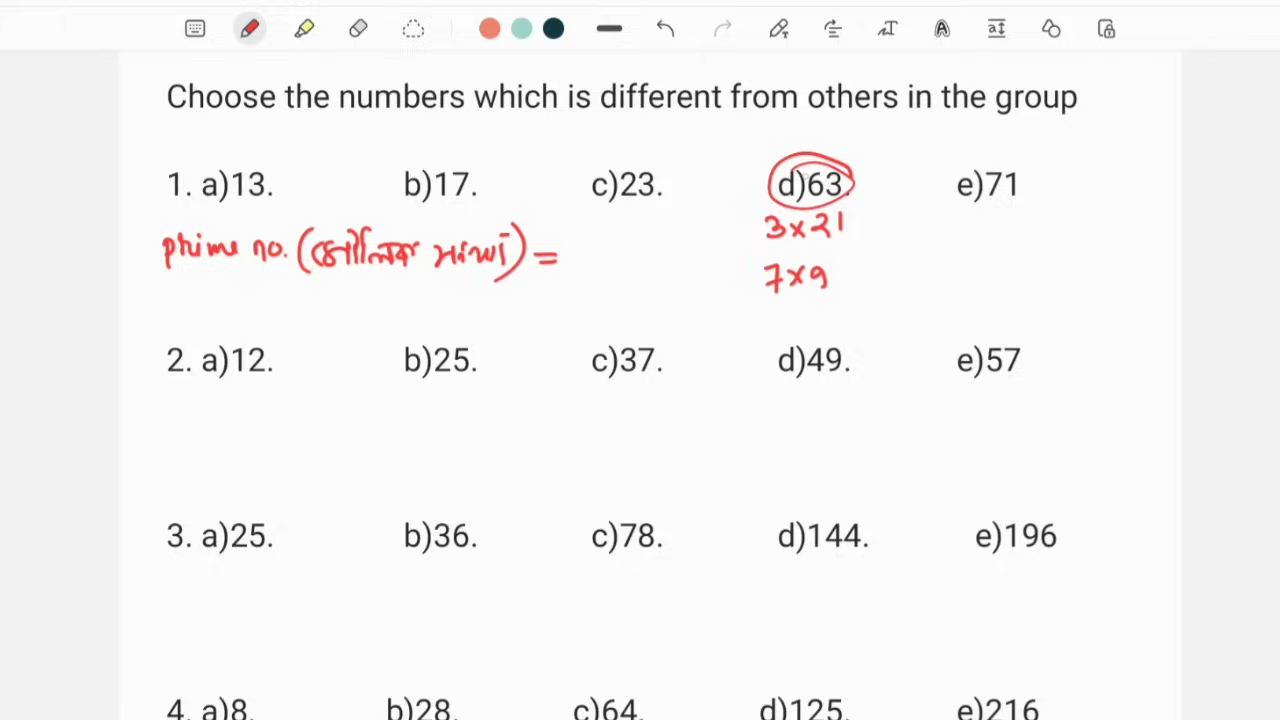 Choose the numbers which is different from others in the group
1. a)13. b)17. c)23. d)63. e)71
prime no. (মৌলিক সংখ্যা) =
3 x 21
7 x 9
2. a)12. b)25. c)37. d)49. e)57
3. a)25. b)36. c)78. d)144. e)196
4. a)8. b)28. c)64. d)125. e)216